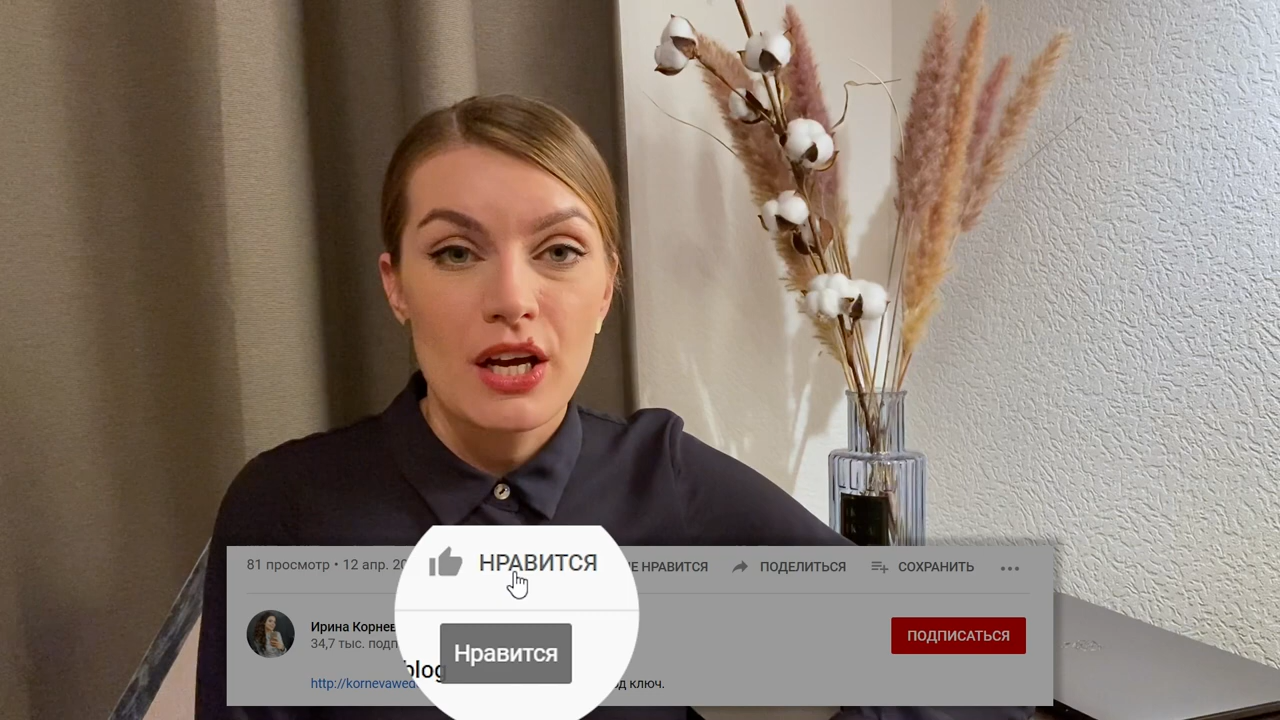 81 просмотр • 12 апр. 20
НРАВИТСЯ
НЕ НРАВИТСЯ
ПОДЕЛИТЬСЯ
СОХРАНИТЬ
Ирина Корнев
34,7 тыс. подп
ПОДПИСАТЬСЯ
Нравится
blog
http://kornevawed
д ключ.